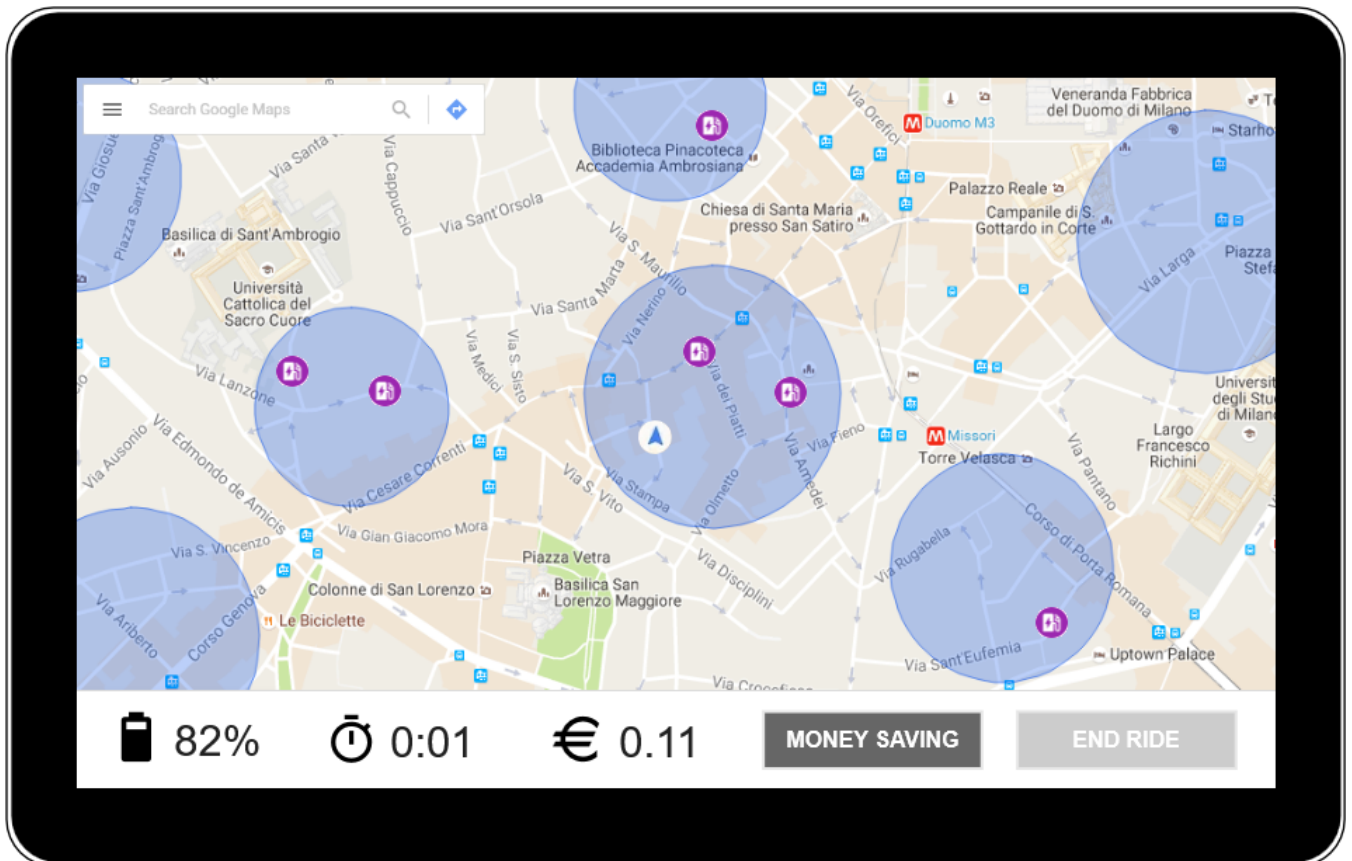 Search Google Maps
Via Giosuè
Piazza Sant'Ambrog
Via Santa
Via Cappuccio
Via Sant'Orsola
Basilica di Sant'Ambrogio
Università
Cattolica del
Sacro Cuore
Biblioteca Pinacoteca
Accademia Ambrosiana
Via Orefici
M Duomo M3
Veneranda Fabbrica
del Duomo di Milano
Starho
Palazzo Reale
Campanile di S.
Gottardo in Corte
Chiesa di Santa Maria
presso San Satiro
Piazza
Stefa
Via Larga
Via S. Maurilio
Via Santa Marta
Via Nerino
Via Medici
Via S. Sisto
Via dei Piatti
Via Lanzone
Via Ausonio
Via Edmondo de Amicis
Via Cesare Correnti
Via S. Vito
Via Stampa
Via Olmetto
Via Amedei
Via Fieno
M Missori
Torre Velasca
Via Pantano
Largo
Francesco
Richini
Universit
degli Stu
di Milano
Via S. Vincenzo
Via Gian Giacomo Mora
Piazza Vetra
Via Disciplini
Via Rugabella
Corso di Porta Romana
Colonne di San Lorenzo
Basilica San
Lorenzo Maggiore
Via Ariberto
Corso Genova
Le Biciclette
Via Sant'Eufemia
Uptown Palace
82%
0:01
€ 0.11
MONEY SAVING
END RIDE